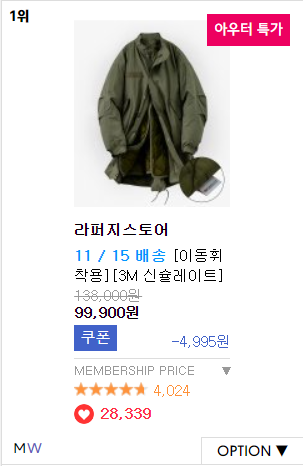 1위
아우터 특가
라퍼지스토어
11 / 15 배송 [이동휘
착용][3M 신슐레이트]
138,000원
99,900원
쿠폰 -4,995원
MEMBERSHIP PRICE ▼
★★★★★ 4,024
28,339
MW
OPTION ▼